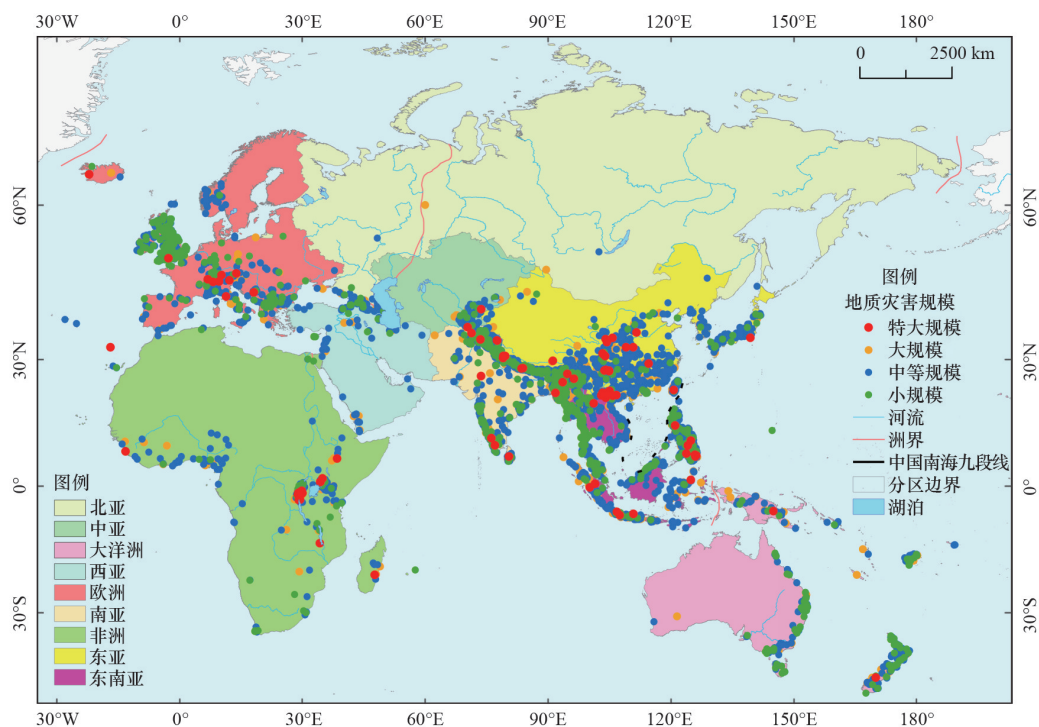 30°W 0° 30°E 60°E 90°E 120°E 150°E 180°
0 2500 km
60°N 60°N
图例
地质灾害规模
特大规模
大规模
中等规模
小规模
河流
洲界
中国南海九段线
分区边界
湖泊
30°N 30°N
0° 0°
30°S 30°S
图例
北亚
中亚
大洋洲
西亚
欧洲
南亚
非洲
东亚
东南亚
30°W 0° 30°E 60°E 90°E 120°E 150°E 180°